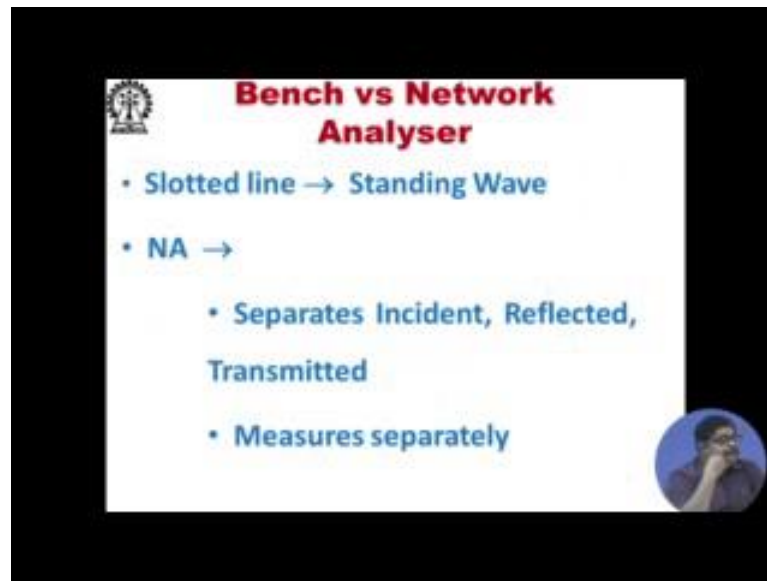 Bench vs Network
Analyser
• Slotted line → Standing Wave
• NA →
• Separates Incident, Reflected,
Transmitted
• Measures separately